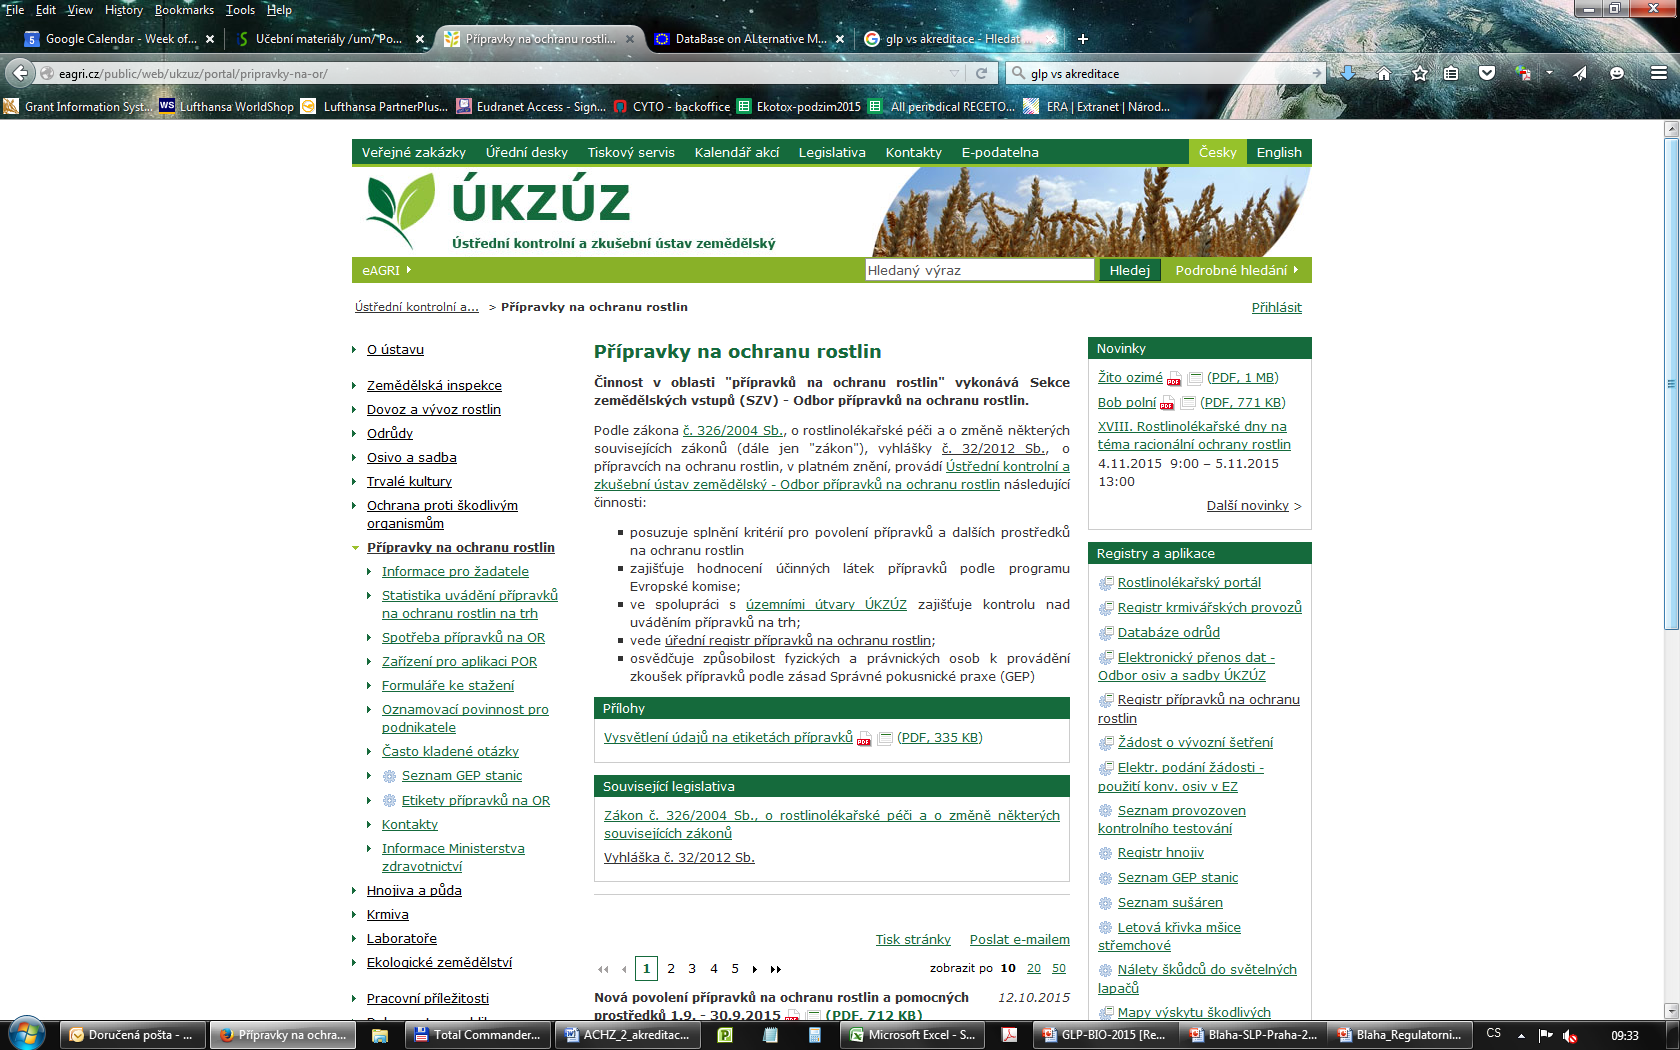 File Edit View History Bookmarks Tools Help
Google Calendar - Week of... Učební materiály /um/ Po... Přípravky na ochranu rostli... DataBase on ALternative M... glp vs akreditace - Hledat
eagri.cz/public/web/ukzuz/portal/pripravky-na-or/ glp vs akreditace
Grant Information Syst... Lufthansa WorldShop Lufthansa PartnerPlus... Eudranet Access - Sign... CYTO - backoffice Ekotox-podzim2015 All periodical RECETO... ERA | Extranet | Národ...
Veřejné zakázky Úřední desky Tiskový servis Kalendář akcí Legislativa Kontakty E-podatelna Česky English
ÚKZÚZ
Ústřední kontrolní a zkušební ústav zemědělský
eAGRI Hledaný výraz Hledej Podrobné hledání
Ústřední kontrolní a... > Přípravky na ochranu rostlin Přihlásit
O ústavu
Zemědělská inspekce
Dovoz a vývoz rostlin
Odrůdy
Osivo a sadba
Trvalé kultury
Ochrana proti škodlivým
organismům
Přípravky na ochranu rostlin
Informace pro žadatele
Statistika uvádění přípravků
na ochranu rostlin na trh
Spotřeba přípravků na OR
Zařízení pro aplikaci POR
Formuláře ke stažení
Oznamovací povinnost pro
podnikatele
Často kladené otázky
Seznam GEP stanic
Etikety přípravků na OR
Kontakty
Informace Ministerstva
zdravotnictví
Hnojiva a půda
Krmiva
Laboratoře
Ekologické zemědělství
Pracovní příležitosti
Přípravky na ochranu rostlin
Činnost v oblasti "přípravků na ochranu rostlin" vykonává Sekce
zemědělských vstupů (SZV) - Odbor přípravků na ochranu rostlin.
Podle zákona č. 326/2004 Sb., o rostlinolékařské péči a o změně některých
souvisejících zákonů (dále jen "zákon"), vyhlášky č. 32/2012 Sb., o
přípravcích na ochranu rostlin, v platném znění, provádí Ústřední kontrolní a
zkušební ústav zemědělský - Odbor přípravků na ochranu rostlin následující
činnosti:
posuzuje splnění kritérií pro povolení přípravků a dalších prostředků
na ochranu rostlin
zajišťuje hodnocení účinných látek přípravků podle programu
Evropské komise;
ve spolupráci s územními útvary ÚKZÚZ zajišťuje kontrolu nad
uváděním přípravků na trh;
vede úřední registr přípravků na ochranu rostlin;
osvědčuje způsobilost fyzických a právnických osob k provádění
zkoušek přípravků podle zásad Správné pokusnické praxe (GEP)
Přílohy
Vysvětlení údajů na etiketách přípravků (PDF, 335 KB)
Související legislativa
Zákon č. 326/2004 Sb., o rostlinolékařské péči a o změně některých
souvisejících zákonů
Vyhláška č. 32/2012 Sb.
Tisk stránky Poslat e-mailem
1 2 3 4 5 zobrazit po 10 20 50
Nová povolení přípravků na ochranu rostlin a pomocných 12.10.2015
prostředků 1.9. - 30.9.2015 (PDF, 712 KB)
Novinky
Žito ozimé (PDF, 1 MB)
Bob polní (PDF, 771 KB)
XVIII. Rostlinolékařské dny na
téma racionální ochrany rostlin
4.11.2015 9:00 – 5.11.2015
13:00
Další novinky >
Registry a aplikace
Rostlinolékařský portál
Registr krmivářských provozů
Databáze odrůd
Elektronický přenos dat -
Odbor osiv a sadby ÚKZÚZ
Registr přípravků na ochranu
rostlin
Žádost o vývozní šetření
Elektr. podání žádosti -
použití konv. osiv v EZ
Seznam provozoven
kontrolního testování
Registr hnojiv
Seznam GEP stanic
Seznam sušáren
Letová křivka mšice
střemchové
Nálety škůdců do světelných
lapačů
Mapy výskytu škodlivých
Doručená pošta - ... Přípravky na ochra... Total Commander... ACHZ_2_akreditac... Microsoft Excel - S... GLP-BIO-2015 [Re... Blaha-SLP-Praha-2... Blaha_Regulatorni... CS 09:33